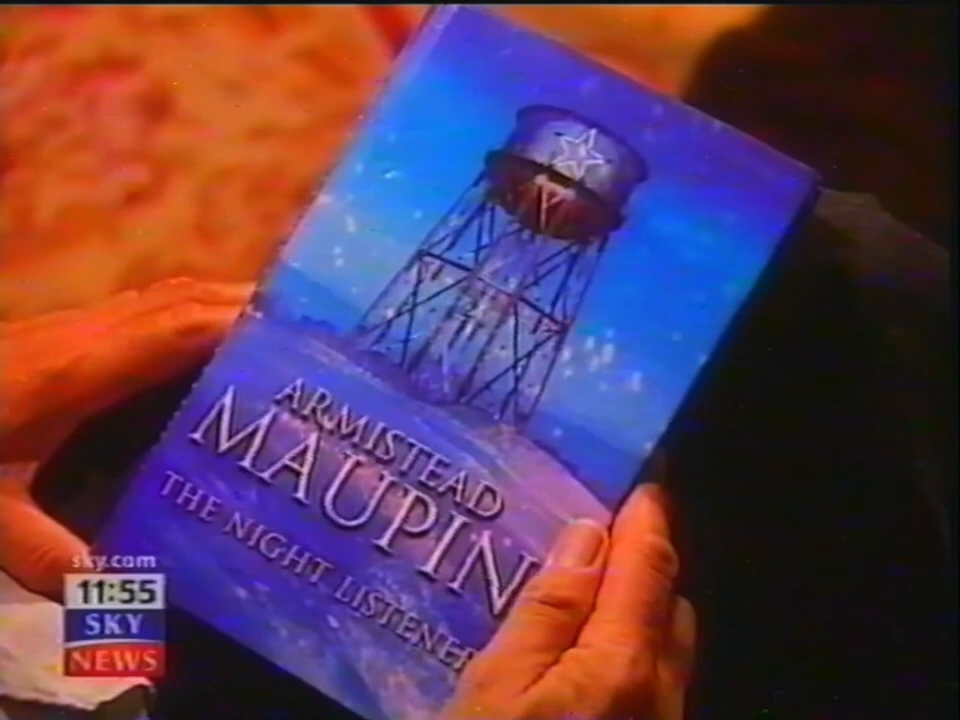 ARMISTEAD
MAUPIN
THE NIGHT LISTENER
sky.com
11:55
SKY
NEWS